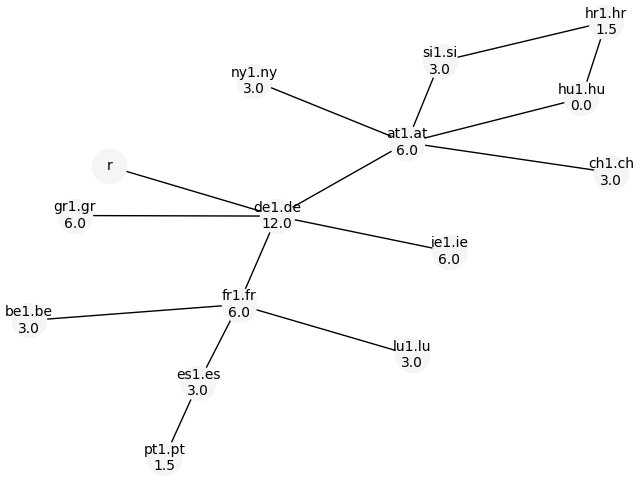 hr1.hr
1.5
si1.si
3.0
ny1.ny
3.0
hu1.hu
0.0
at1.at
6.0
r
ch1.ch
3.0
gr1.gr
6.0
de1.de
12.0
ie1.ie
6.0
fr1.fr
6.0
be1.be
3.0
lu1.lu
3.0
es1.es
3.0
pt1.pt
1.5